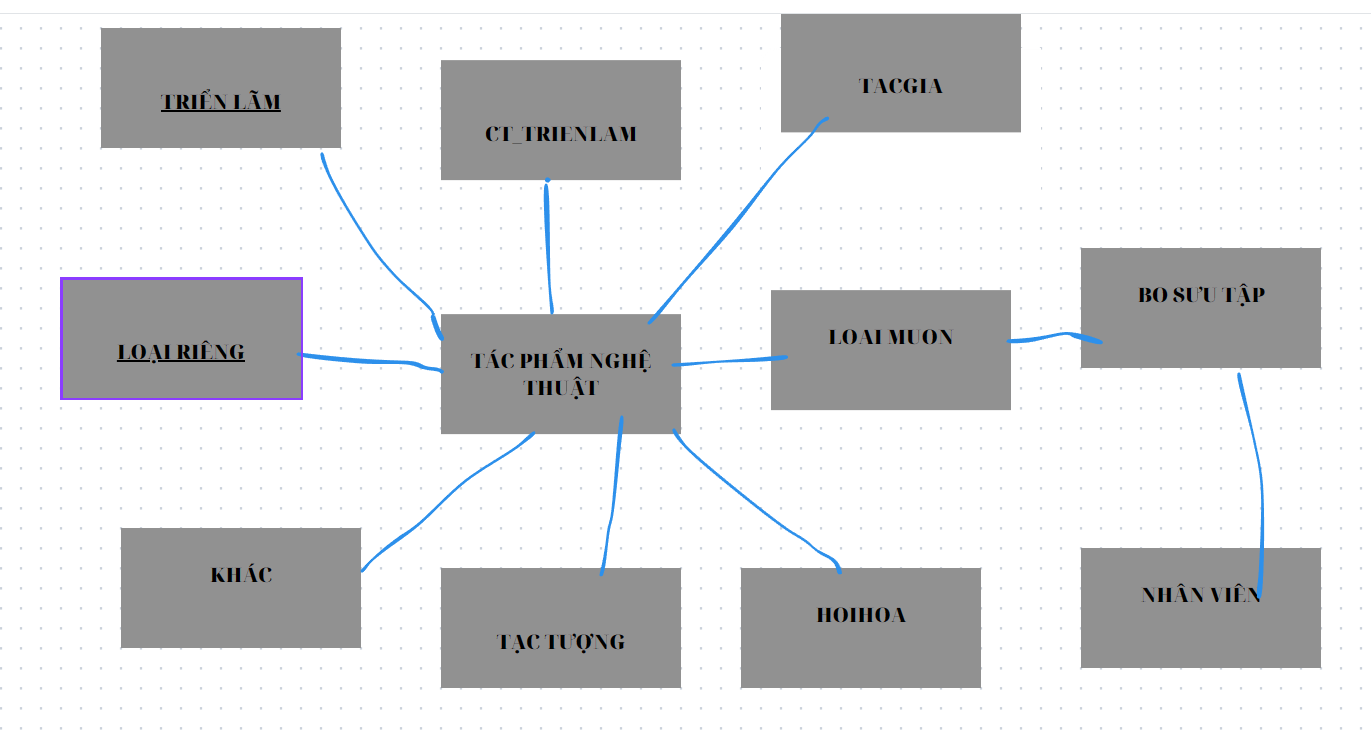 TRIỂN LÃM
CT_TRIENLAM
TACGIA
LOẠI RIÊNG
TÁC PHẨM NGHỆ
THUẬT
LOAI MUON
BO SƯU TẬP
KHÁC
TẠC TƯỢNG
HOIHOA
NHÂN VIÊN